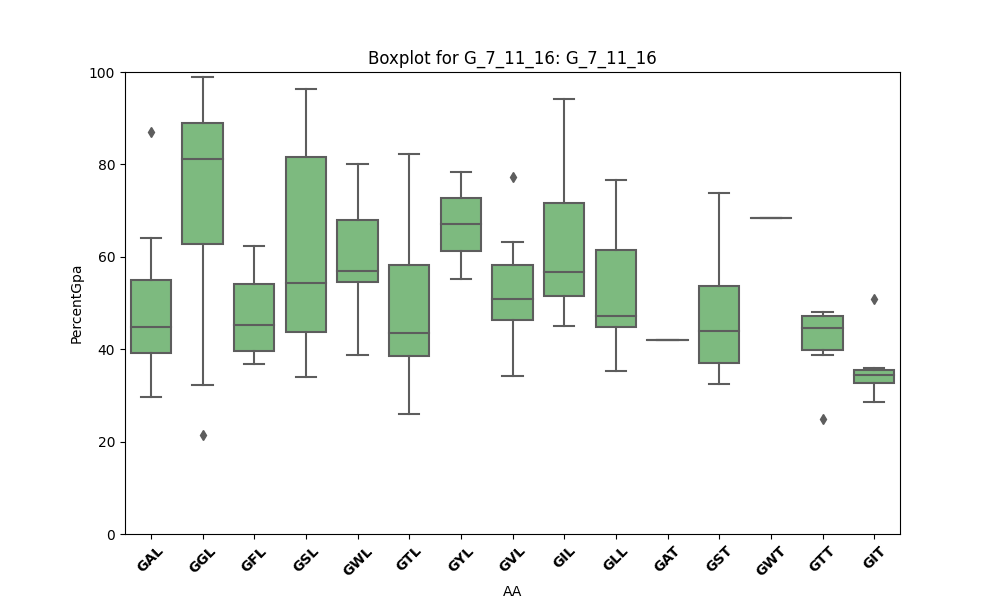 Boxplot for G_7_11_16: G_7_11_16
PercentGpa
100
80
60
40
20
0
GAL GGL GFL GSL GWL GTL GYL GVL GIL GLL GAT GST GWT GTT GIT
AA